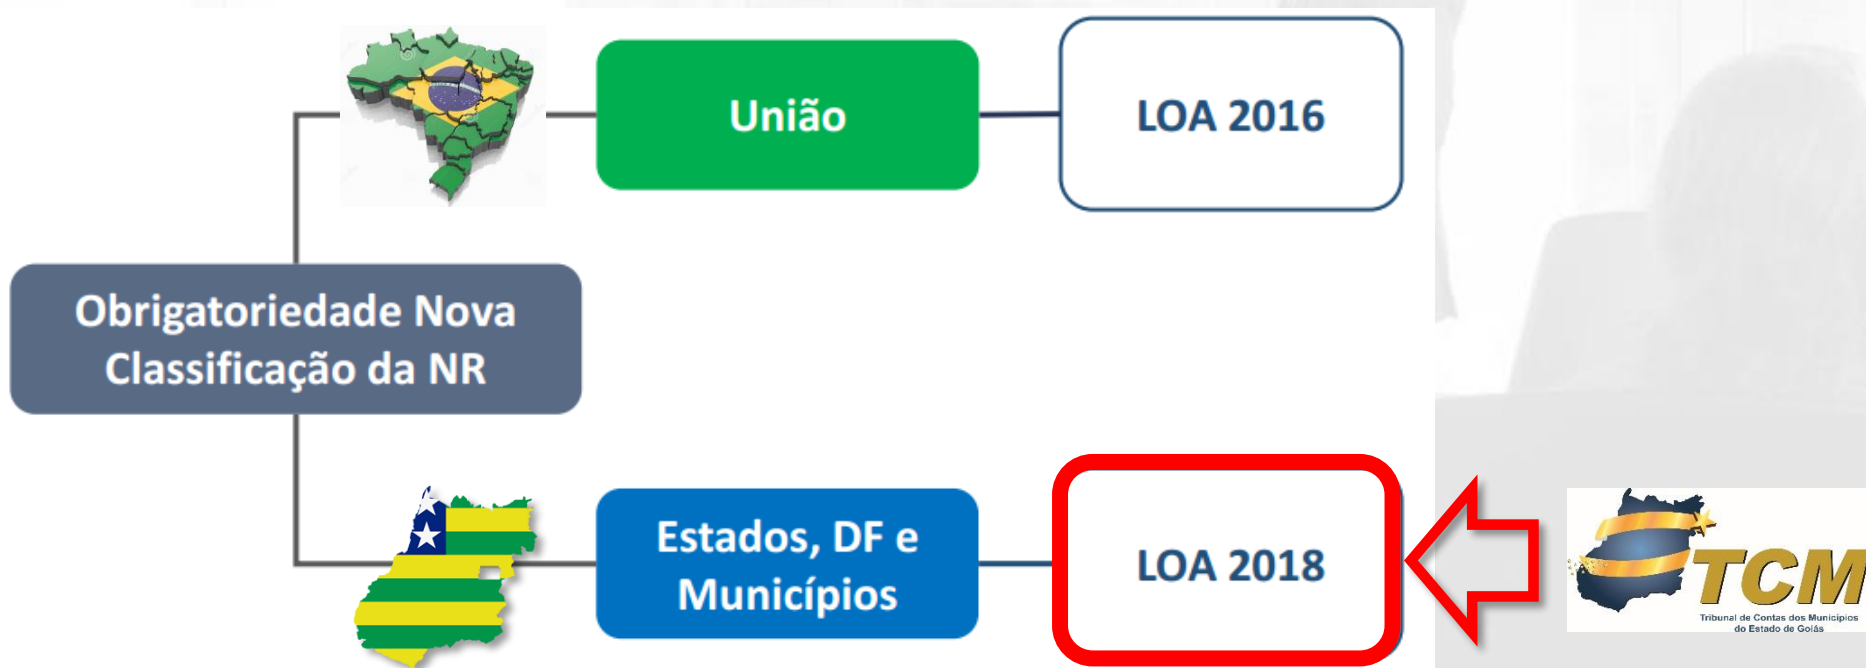 União
LOA 2016
Obrigatoriedade Nova
Classificação da NR
Estados, DF e
Municípios
LOA 2018
TCM
Tribunal de Contas dos Municípios
do Estado de Goiás